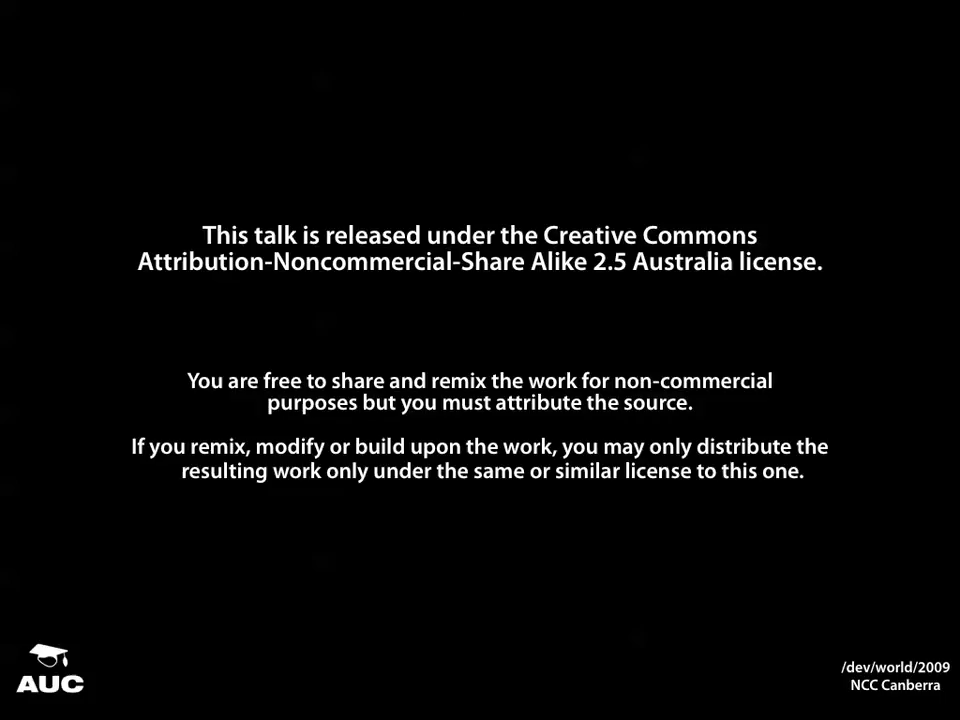 This talk is released under the Creative Commons
Attribution-Noncommercial-Share Alike 2.5 Australia license.
You are free to share and remix the work for non-commercial
purposes but you must attribute the source.
If you remix, modify or build upon the work, you may only distribute the
resulting work only under the same or similar license to this one.
AUC
/dev/world/2009
NCC Canberra